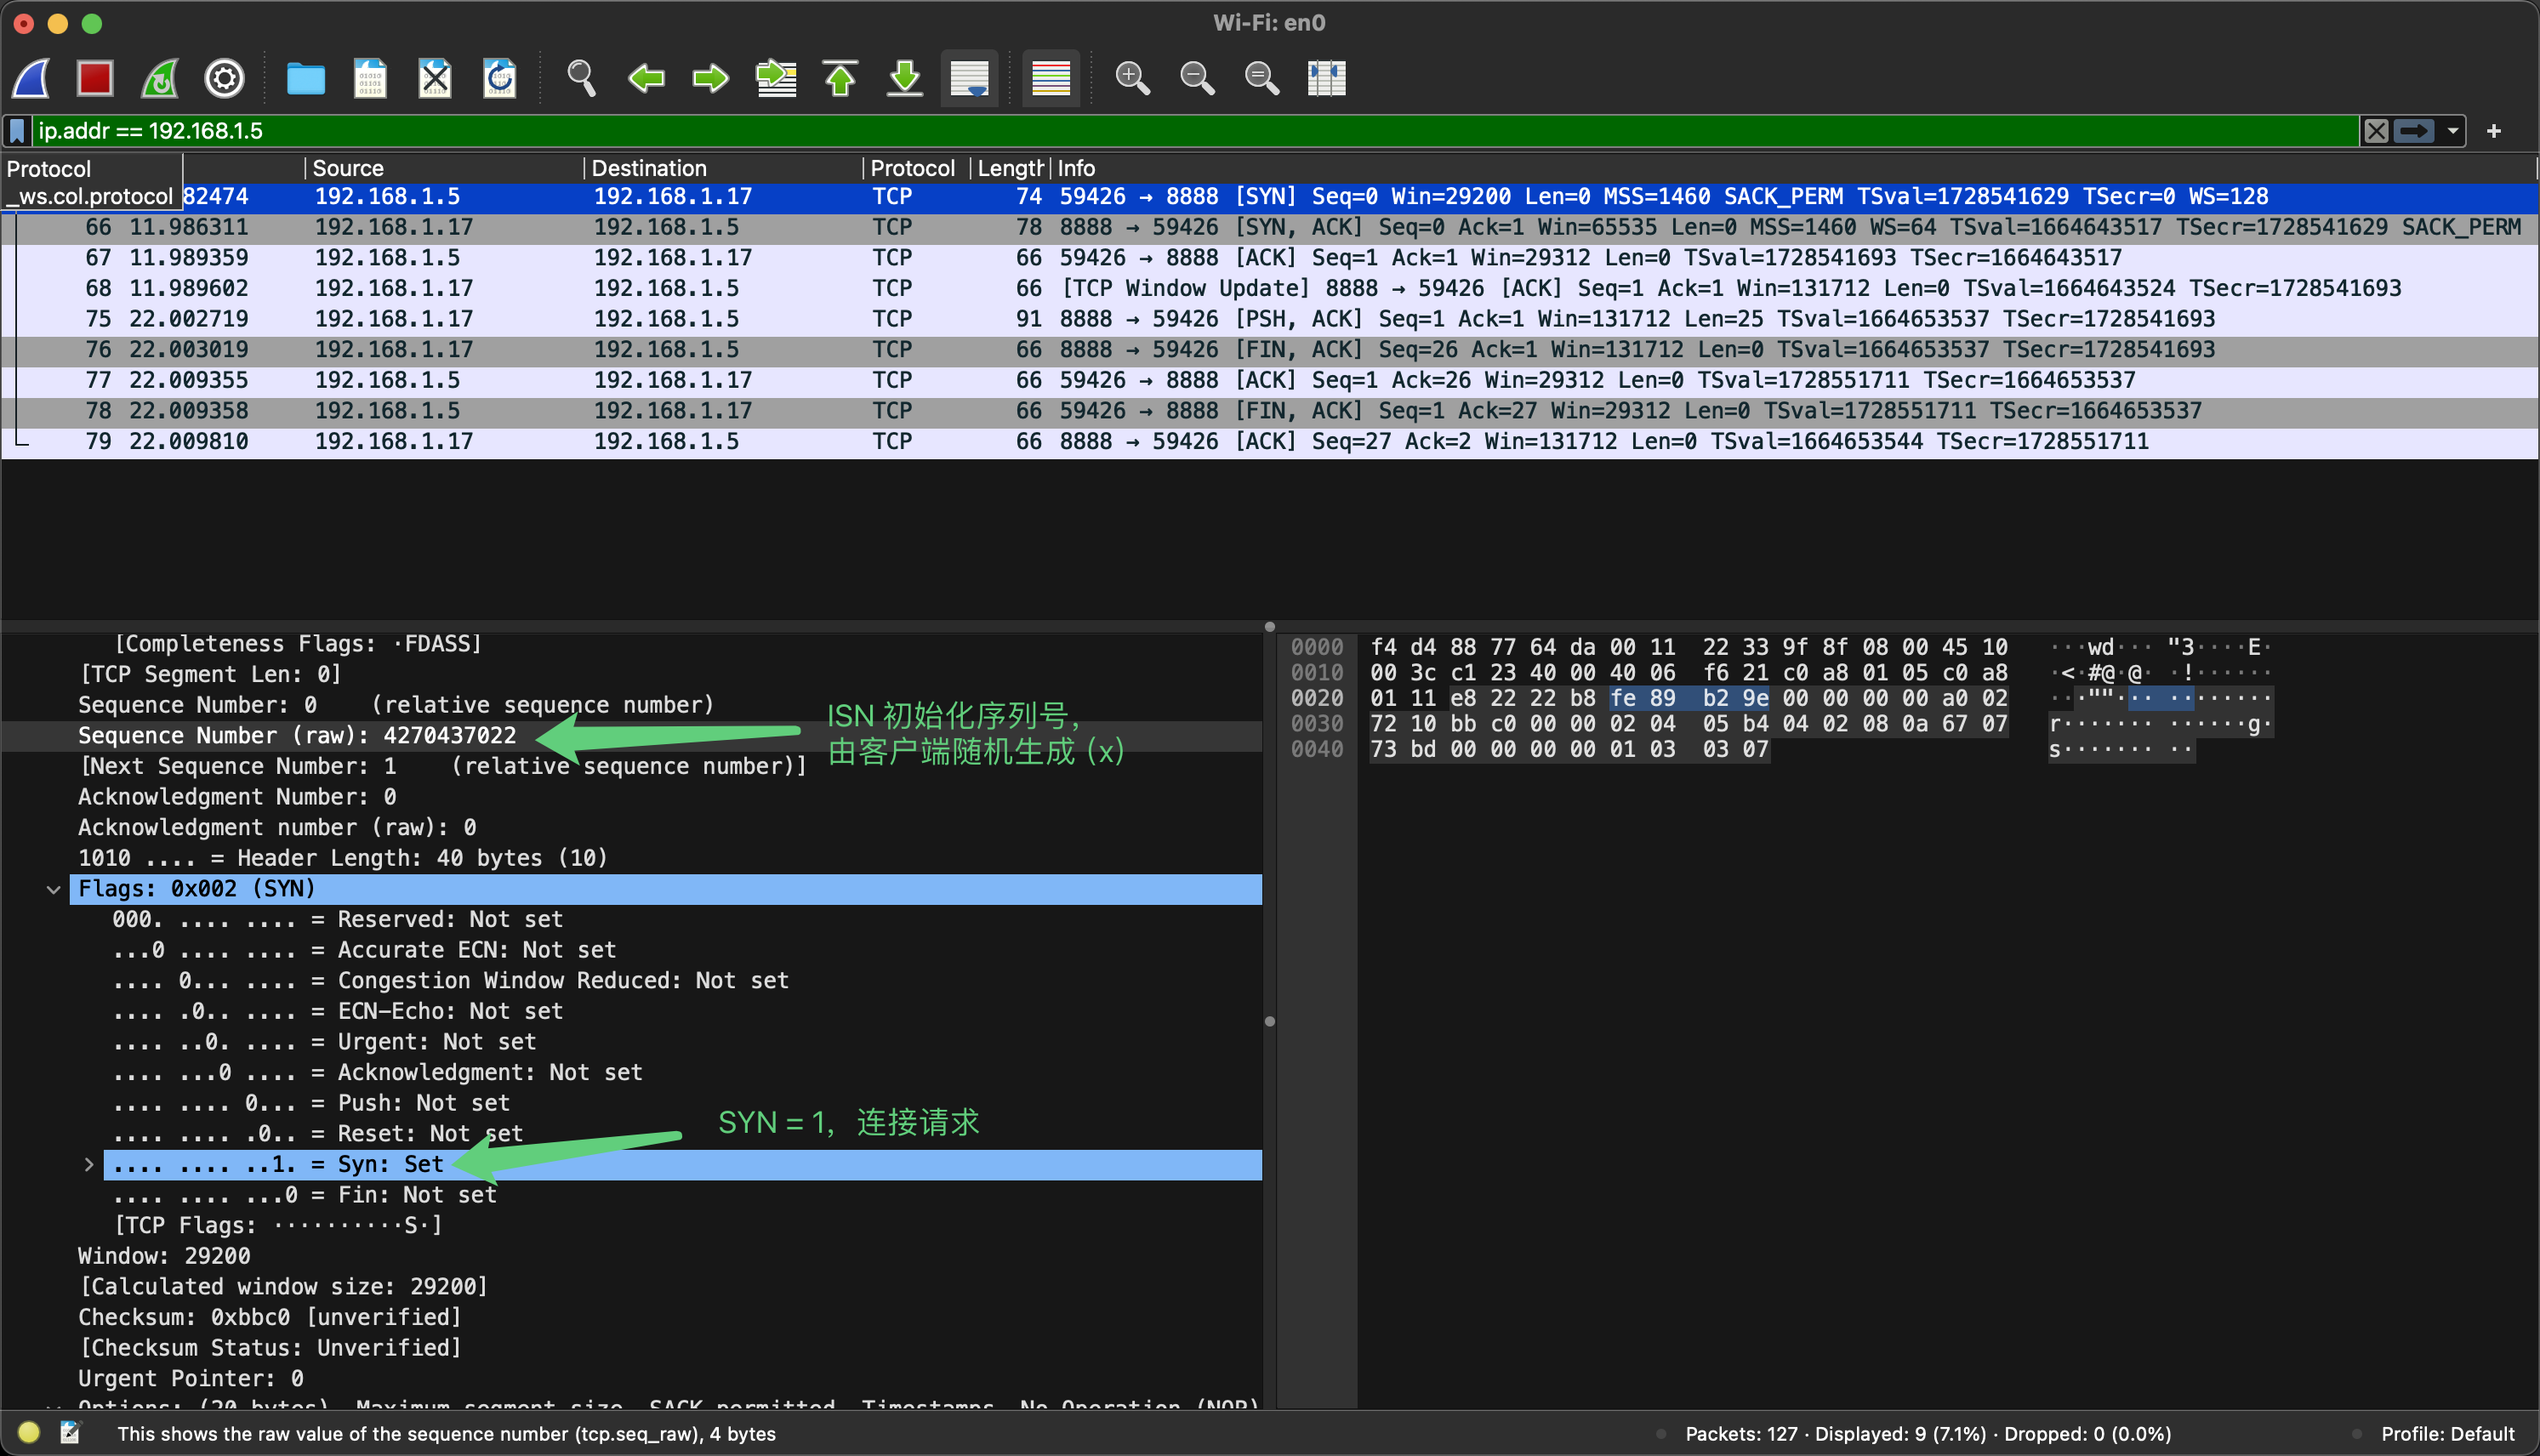 Wi-Fi: en0
ip.addr == 192.168.1.5
Protocol Source Destination Protocol Length Info
_ws.col.protocol 82474 192.168.1.5 192.168.1.17 TCP 74 59426 → 8888 [SYN] Seq=0 Win=29200 Len=0 MSS=1460 SACK_PERM TSval=1728541629 TSecr=0 WS=128
66 11.986311 192.168.1.17 192.168.1.5 TCP 78 8888 → 59426 [SYN, ACK] Seq=0 Ack=1 Win=65535 Len=0 MSS=1460 WS=64 TSval=1664643517 TSecr=1728541629 SACK_PERM
67 11.989359 192.168.1.5 192.168.1.17 TCP 66 59426 → 8888 [ACK] Seq=1 Ack=1 Win=29312 Len=0 TSval=1728541693 TSecr=1664643517
68 11.989602 192.168.1.17 192.168.1.5 TCP 66 [TCP Window Update] 8888 → 59426 [ACK] Seq=1 Ack=1 Win=131712 Len=0 TSval=1664643524 TSecr=1728541693
75 22.002719 192.168.1.17 192.168.1.5 TCP 91 8888 → 59426 [PSH, ACK] Seq=1 Ack=1 Win=131712 Len=25 TSval=1664653537 TSecr=1728541693
76 22.003019 192.168.1.17 192.168.1.5 TCP 66 8888 → 59426 [FIN, ACK] Seq=26 Ack=1 Win=131712 Len=0 TSval=1664653537 TSecr=1728541693
77 22.009355 192.168.1.5 192.168.1.17 TCP 66 59426 → 8888 [ACK] Seq=1 Ack=26 Win=29312 Len=0 TSval=1728551711 TSecr=1664653537
78 22.009358 192.168.1.5 192.168.1.17 TCP 66 59426 → 8888 [FIN, ACK] Seq=1 Ack=27 Win=29312 Len=0 TSval=1728551711 TSecr=1664653537
79 22.009810 192.168.1.17 192.168.1.5 TCP 66 8888 → 59426 [ACK] Seq=27 Ack=2 Win=131712 Len=0 TSval=1664653544 TSecr=1728551711
[Completeness Flags: ·FDASS]
[TCP Segment Len: 0]
Sequence Number: 0 (relative sequence number)
Sequence Number (raw): 4270437022
[Next Sequence Number: 1 (relative sequence number)]
Acknowledgment Number: 0
Acknowledgment number (raw): 0
1010 .... = Header Length: 40 bytes (10)
Flags: 0x002 (SYN)
000. .... .... = Reserved: Not set
...0 .... .... = Accurate ECN: Not set
.... 0... .... = Congestion Window Reduced: Not set
.... .0.. .... = ECN-Echo: Not set
.... ..0. .... = Urgent: Not set
.... ...0 .... = Acknowledgment: Not set
.... .... 0... = Push: Not set
.... .... .0.. = Reset: Not set
.... .... ..1. = Syn: Set
.... .... ...0 = Fin: Not set
[TCP Flags: ··········S·]
Window: 29200
[Calculated window size: 29200]
Checksum: 0xbbc0 [unverified]
[Checksum Status: Unverified]
Urgent Pointer: 0
Options: (20 bytes), Maximum segment size, SACK permitted, Timestamps, No-Operation (NOP)
ISN 初始化序列号,
由客户端随机生成 (x)
SYN = 1, 连接请求
0000 f4 d4 88 77 64 da 00 11 22 33 9f 8f 08 00 45 10 ···wd··· "3····E·
0010 00 3c c1 23 40 00 40 06 f6 21 c0 a8 01 05 c0 a8 ·<·#@·@· ·!······
0020 01 11 e8 22 22 b8 fe 89 b2 9e 00 00 00 00 a0 02 ···""··· ········
0030 72 10 bb c0 00 00 02 04 05 b4 04 02 08 0a 67 07 r······· ······g·
0040 73 bd 00 00 00 00 01 03 03 07 s······· ··
This shows the raw value of the sequence number (tcp.seq_raw), 4 bytes
Packets: 127 · Displayed: 9 (7.1%) · Dropped: 0 (0.0%)
Profile: Default